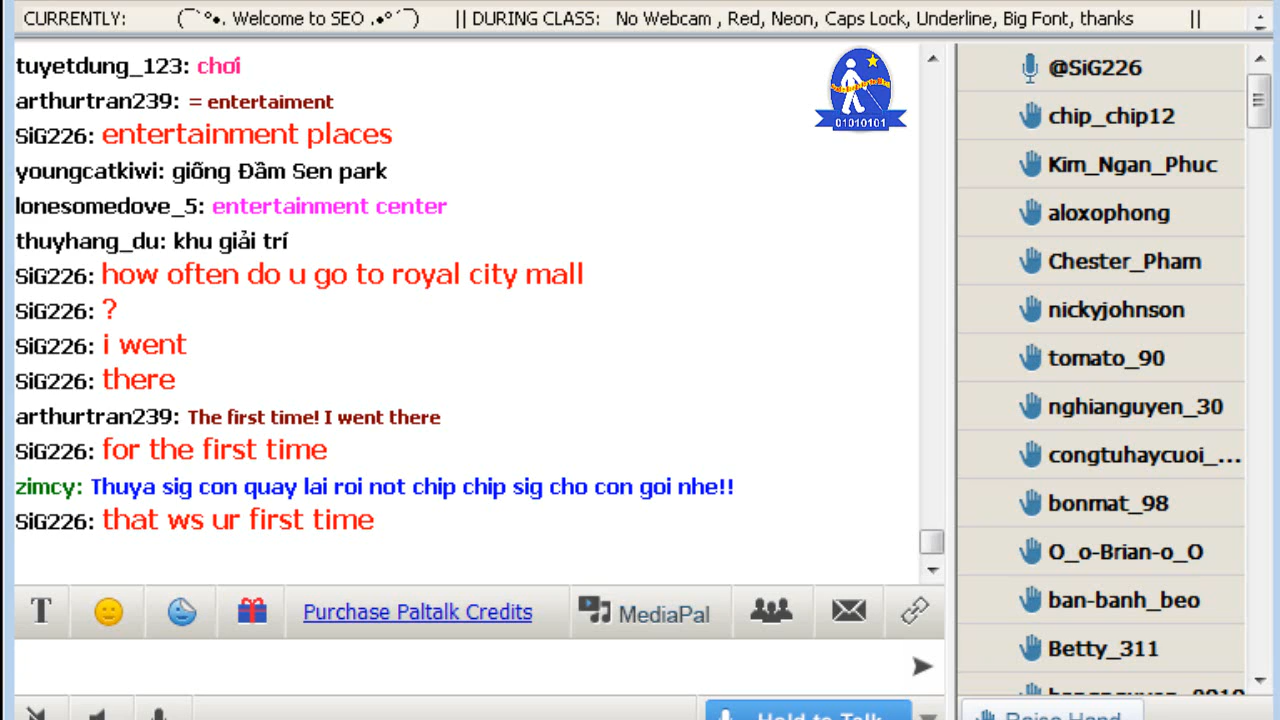 CURRENTLY: (¯`°•. Welcome to SEO .•°´¯) || DURING CLASS: No Webcam , Red, Neon, Caps Lock, Underline, Big Font, thanks ||
tuyetdung_123: chơi
arthurtran239: = entertaiment
SiG226: entertainment places
youngcatkiwi: giống Đầm Sen park
lonesomedove_5: entertainment center
thuyhang_du: khu giải trí
SiG226: how often do u go to royal city mall
SiG226: ?
SiG226: i went
SiG226: there
arthurtran239: The first time! I went there
SiG226: for the first time
zimcy: Thuya sig con quay lai roi not chip chip sig cho con goi nhe!!
SiG226: that ws ur first time
01010101
@SiG226
chip_chip12
Kim_Ngan_Phuc
aloxophong
Chester_Pham
nickyjohnson
tomato_90
nghianguyen_30
congtuhaycuoi_...
bonmat_98
O_o-Brian-o_O
ban-banh_beo
Betty_311
T
Purchase Paltalk Credits
MediaPal
Hold to Talk
Raise Hand